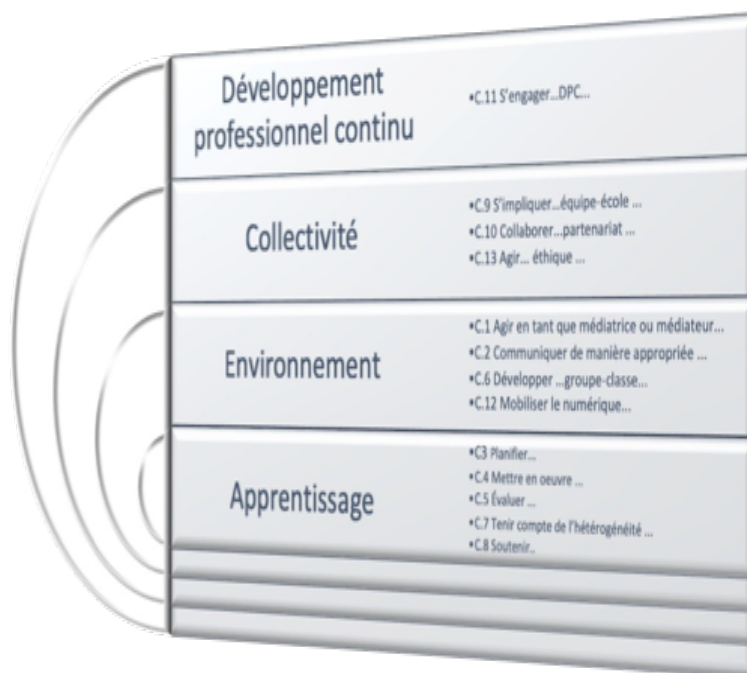 Développement
professionnel continu
•C.11 S'engager...DPC...
Collectivité
•C.9 S'impliquer...équipe-école ...
•C.10 Collaborer...partenariat ...
•C.13 Agir... éthique ...
Environnement
•C.1 Agir en tant que médiatrice ou médiateur...
•C.2 Communiquer de manière appropriée ...
•C.6 Développer ...groupe-classe...
•C.12 Mobiliser le numérique...
Apprentissage
•C3 Planifier...
•C.4 Mettre en oeuvre ...
•C.5 Évaluer ...
•C.7 Tenir compte de l'hétérogénéité ...
•C.8 Soutenir..